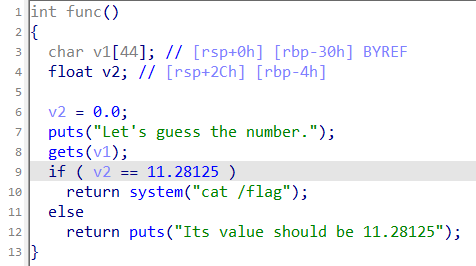 1 int func()
2 {
3   char v1[44]; // [rsp+0h] [rbp-30h] BYREF
4   float v2; // [rsp+2Ch] [rbp-4h]
5
6   v2 = 0.0;
7   puts("Let's guess the number.");
8   gets(v1);
9   if ( v2 == 11.28125 )
10     return system("cat /flag");
11   else
12     return puts("Its value should be 11.28125");
13 }